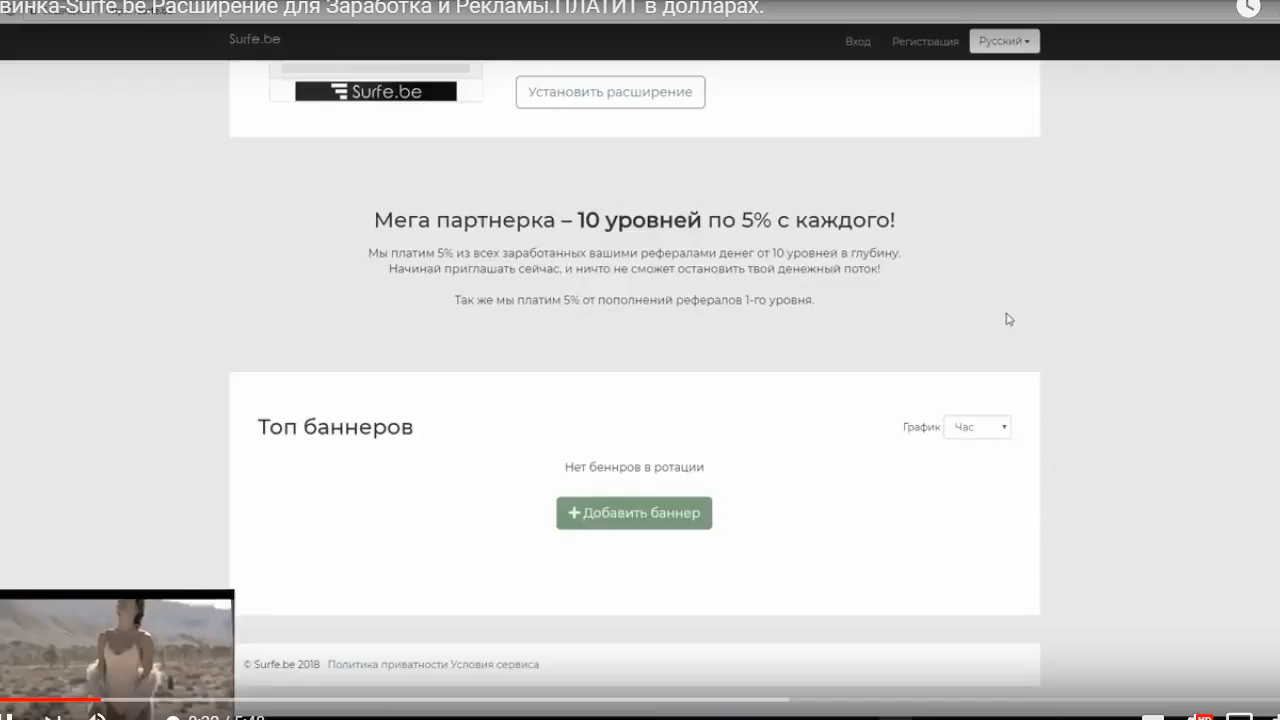 винка-Surfe.be.Расширение для Заработка и Рекламы.ПЛАТИТ в долларах.
Surfe.be
Вход
Регистрация
Русский
Surfe.be
Установить расширение
Мега партнерка – 10 уровней по 5% с каждого!
Мы платим 5% из всех заработанных вашими рефералами денег от 10 уровней в глубину.
Начинай приглашать сейчас, и ничто не сможет остановить твой денежный поток!
Так же мы платим 5% от пополнений рефералов 1-го уровня.
Топ баннеров
График
Час
Нет беннров в ротации
Добавить баннер
© Surfe.be 2018 Политика приватности Условия сервиса
HD